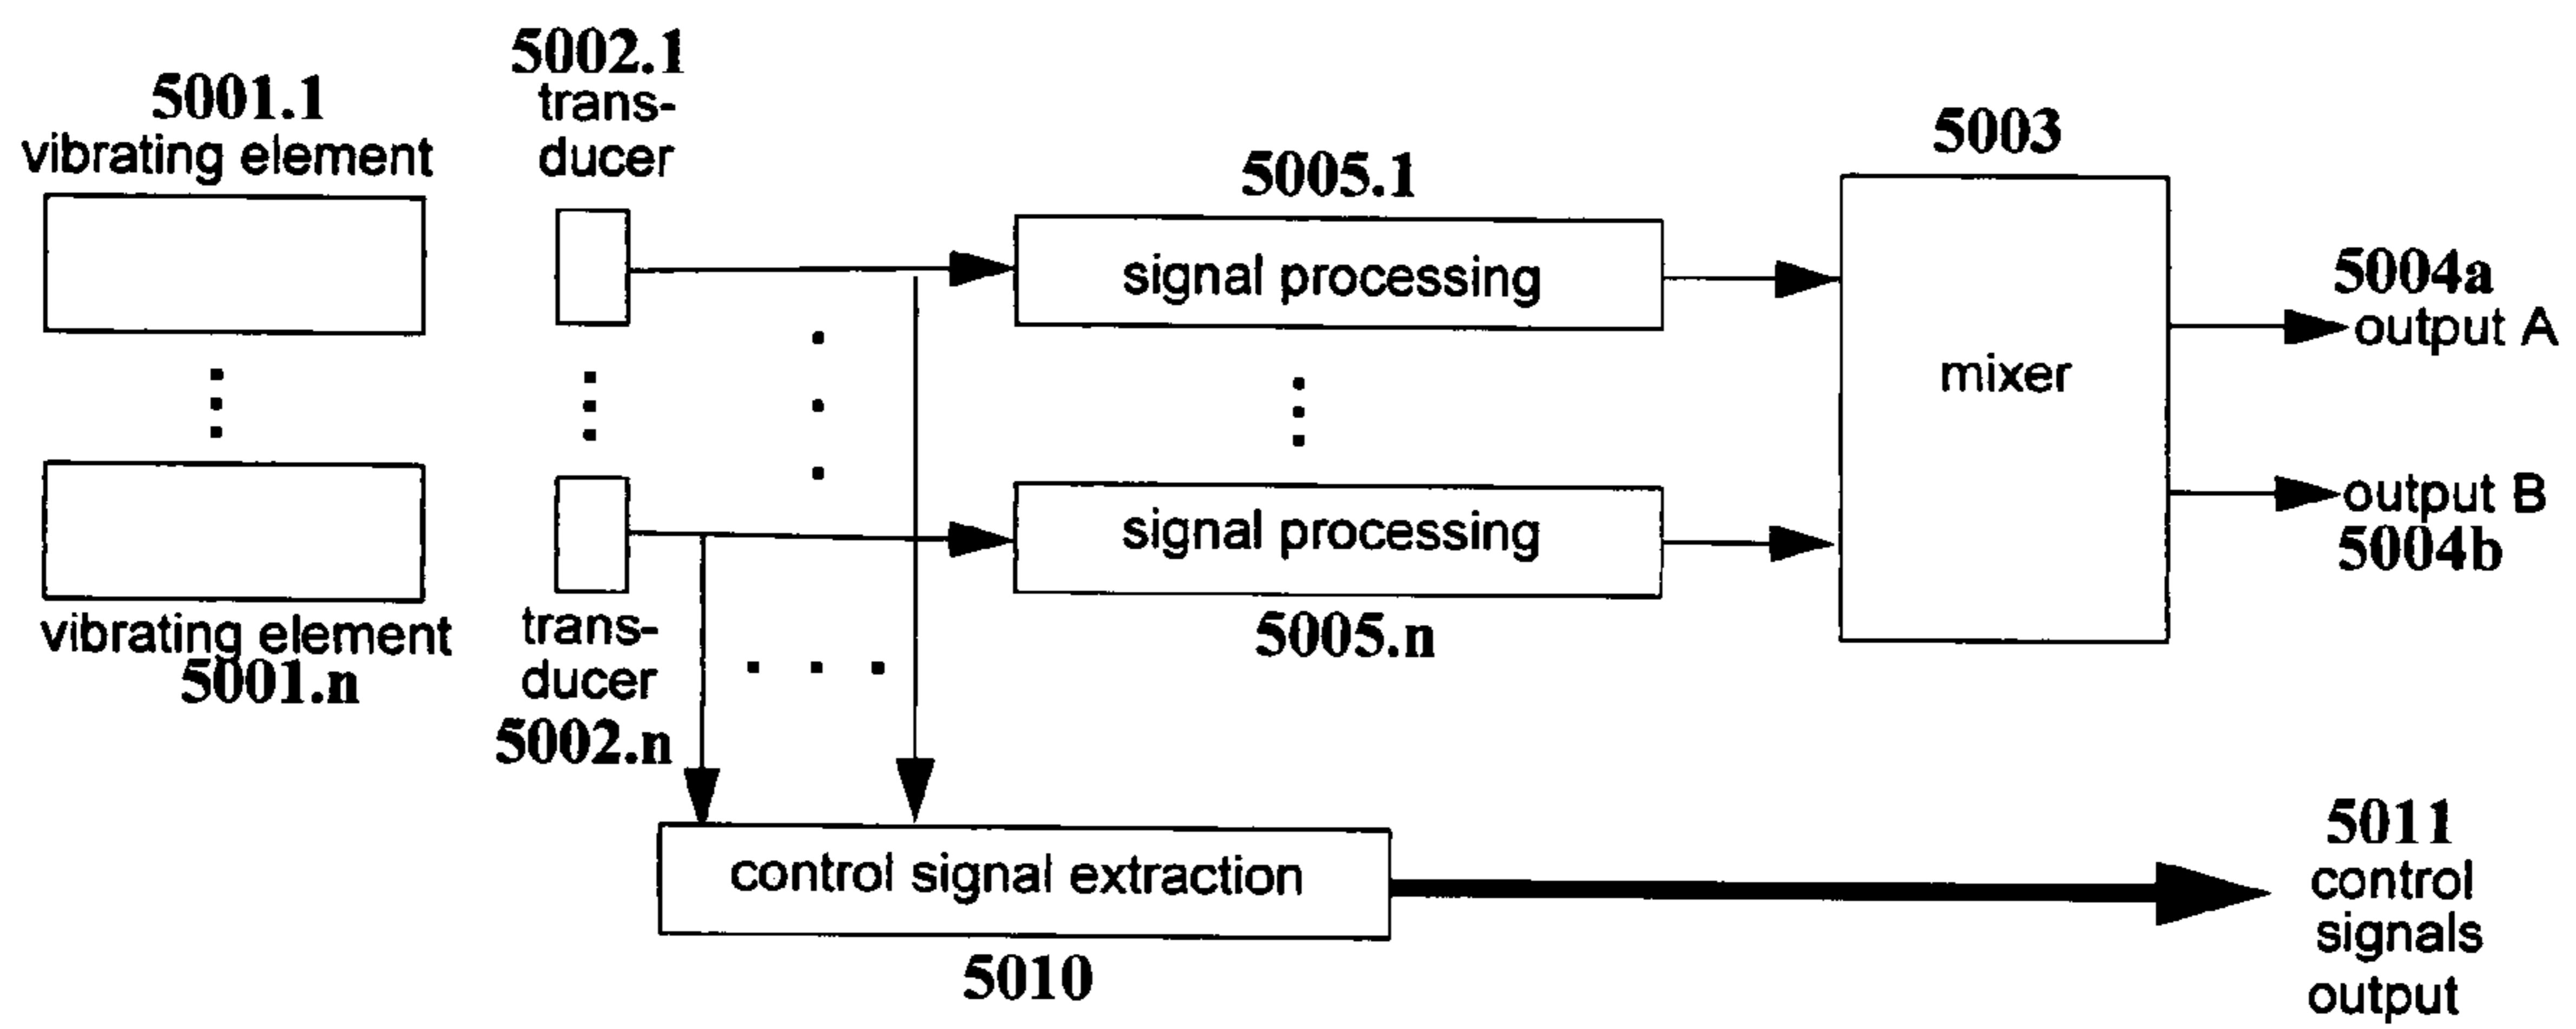 5001.1
vibrating element
5002.1
trans-
ducer
5005.1
signal processing
5003
mixer
5004a
output A
output B
5004b
vibrating element
5001.n
trans-
ducer
5002.n
signal processing
5005.n
control signal extraction
5010
5011
control
signals
output